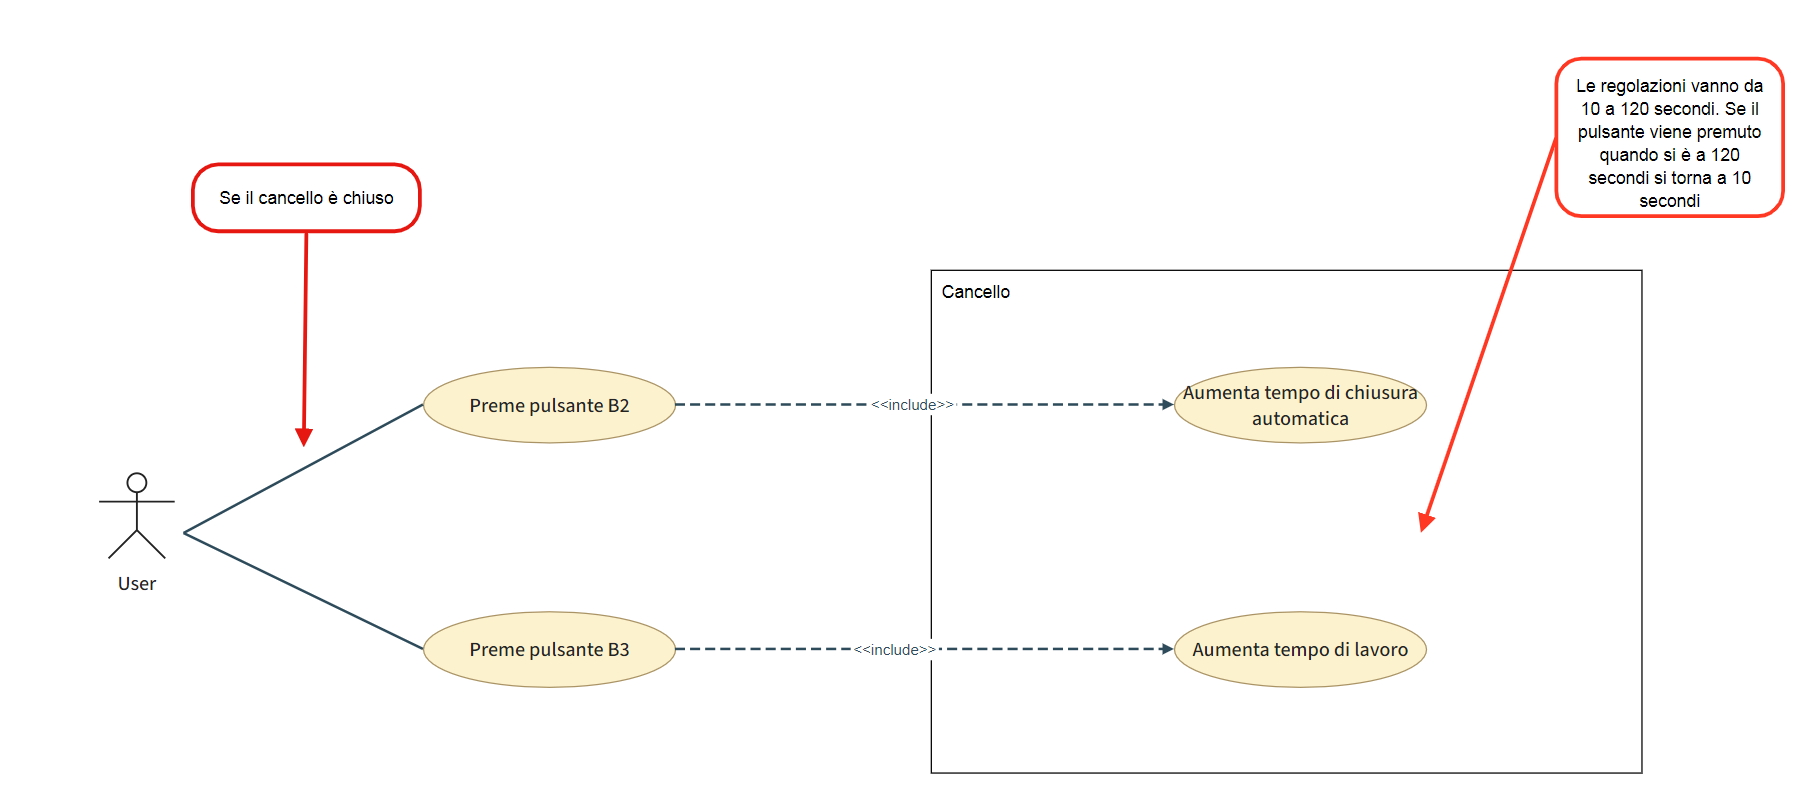 Le regolazioni vanno da
10 a 120 secondi. Se il
pulsante viene premuto
quando si è a 120
secondi si torna a 10
secondi
Se il cancello è chiuso
Cancello
Preme pulsante B2
<<include>>
Aumenta tempo di chiusura
automatica
User
Preme pulsante B3
<<include>>
Aumenta tempo di lavoro